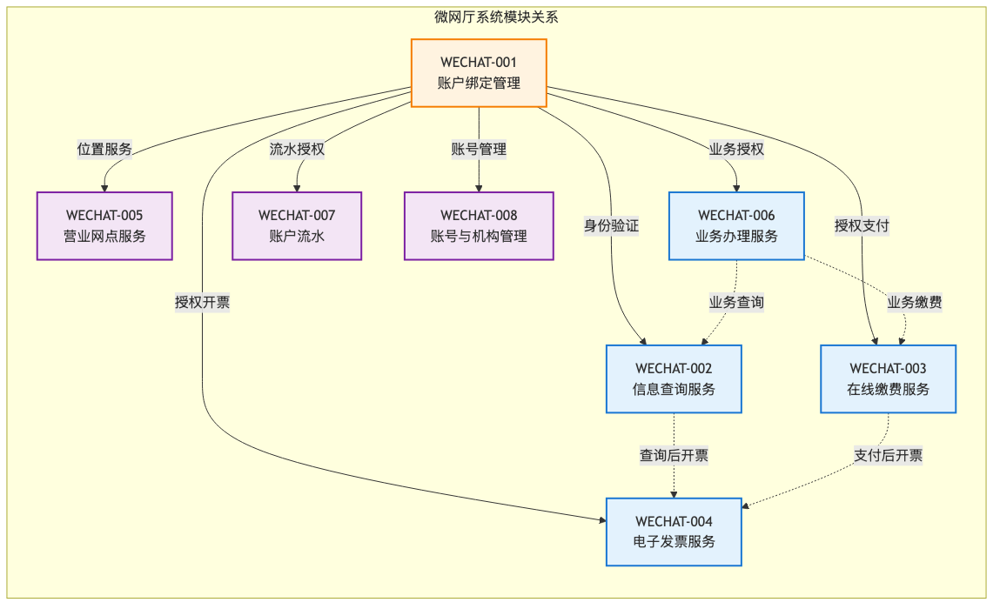 微网厅系统模块关系
WECHAT-001
账户绑定管理
位置服务
流水授权
账号管理
业务授权
WECHAT-005
营业网点服务
WECHAT-007
账户流水
WECHAT-008
账号与机构管理
身份验证
WECHAT-006
业务办理服务
授权支付
授权开票
业务查询
业务缴费
WECHAT-002
信息查询服务
WECHAT-003
在线缴费服务
查询后开票
支付后开票
WECHAT-004
电子发票服务